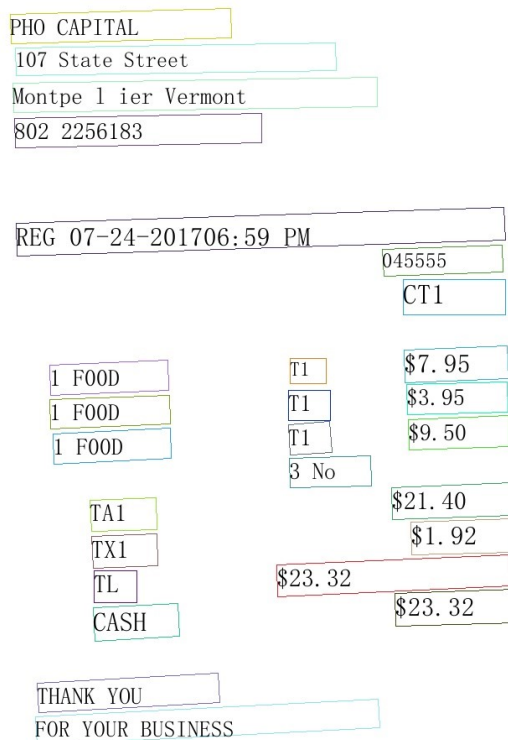 PHO CAPITAL
107 State Street
Montpe l ier Vermont
802 2256183
REG 07-24-201706:59 PM
045555
CT1
1 FOOD T1 $7.95
1 FOOD T1 $3.95
1 FOOD T1 $9.50
3 No
TA1 $21.40
TX1 $1.92
TL $23.32
CASH $23.32
THANK YOU
FOR YOUR BUSINESS